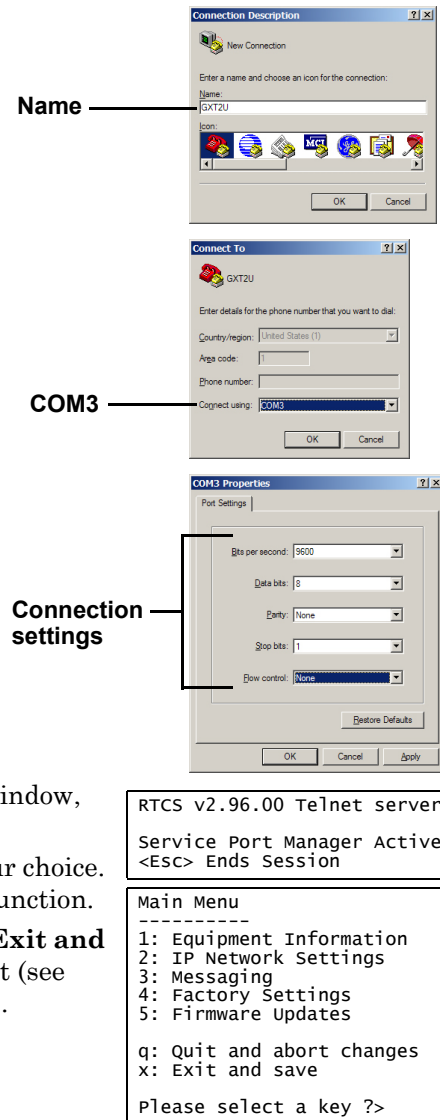 Connection Description
New Connection
Enter a name and choose an icon for the connection:
Name:
Name
GXT2U
Icon:
MCI
OK Cancel
Connect To
GXT2U
Enter details for the phone number that you want to dial:
Country/region: United States (1)
Area code: 1
Phone number:
COM3
Connect using: COM3
OK Cancel
COM3 Properties
Port Settings
Bits per second: 9600
Data bits: 8
Parity: None
Connection settings
Stop bits: 1
Flow control: None
Restore Defaults
OK Cancel Apply
indow,
ur choice.
unction.
Exit and
t (see
.
RTCS v2.96.00 Telnet server
Service Port Manager Active
<Esc> Ends Session
Main Menu
----------
1: Equipment Information
2: IP Network Settings
3: Messaging
4: Factory Settings
5: Firmware Updates
q: Quit and abort changes
x: Exit and save
Please select a key ?>